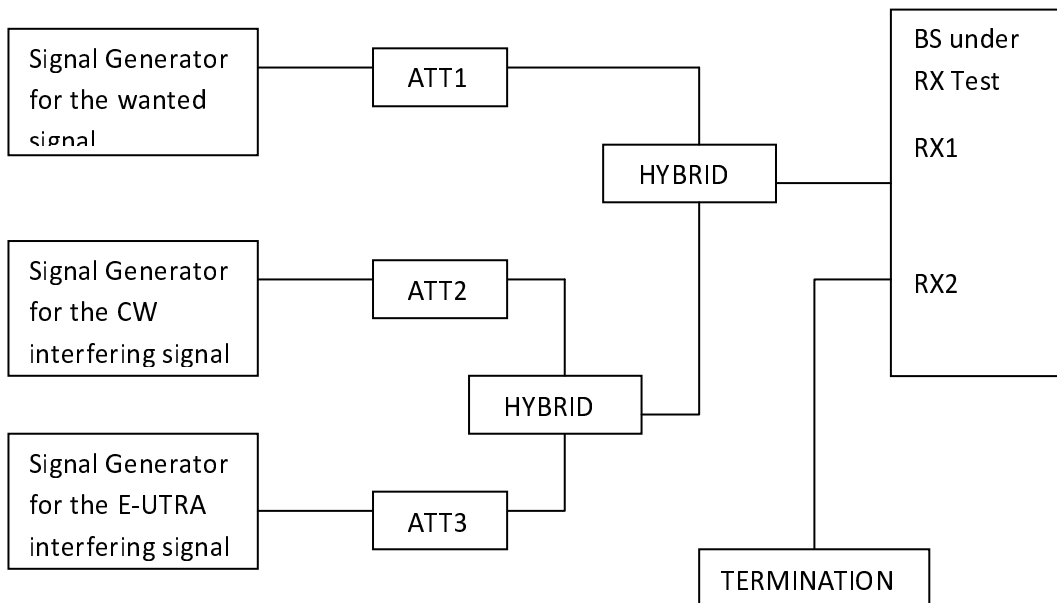 Signal Generator
for the wanted
signal
ATT1
HYBRID
BS under
RX Test
RX1
RX2
Signal Generator
for the CW
interfering signal
ATT2
HYBRID
Signal Generator
for the E-UTRA
interfering signal
ATT3
TERMINATION